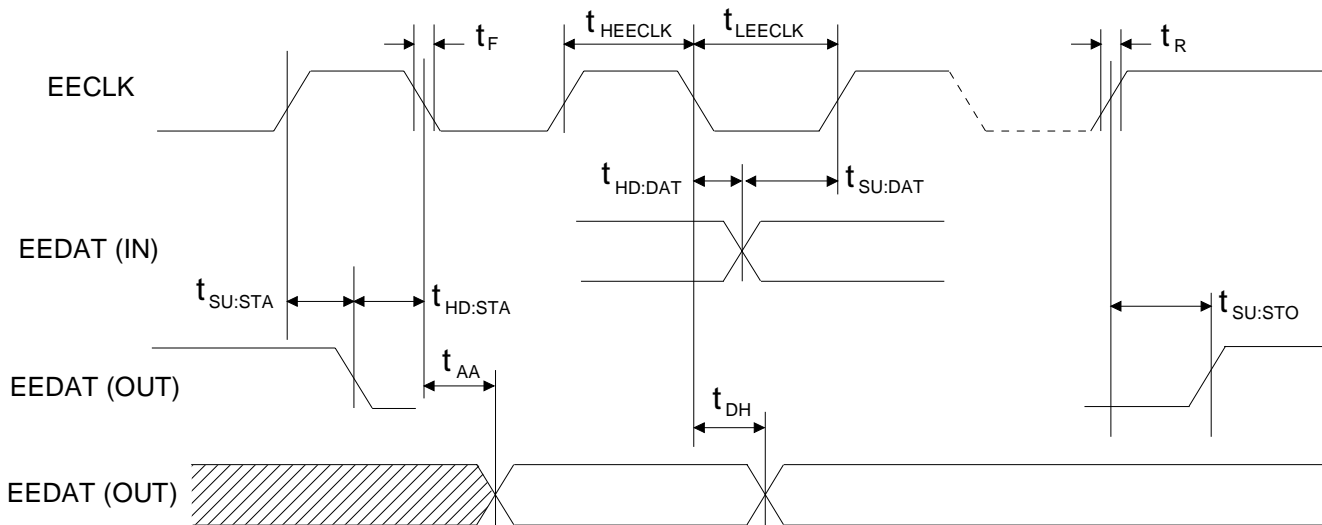 t HEECLK
t LEECLK
t F
t R
EECLK
t HD:DAT
t SU:DAT
EEDAT (IN)
t SU:STA
t HD:STA
t SU:STO
t AA
EEDAT (OUT)
t DH
EEDAT (OUT)